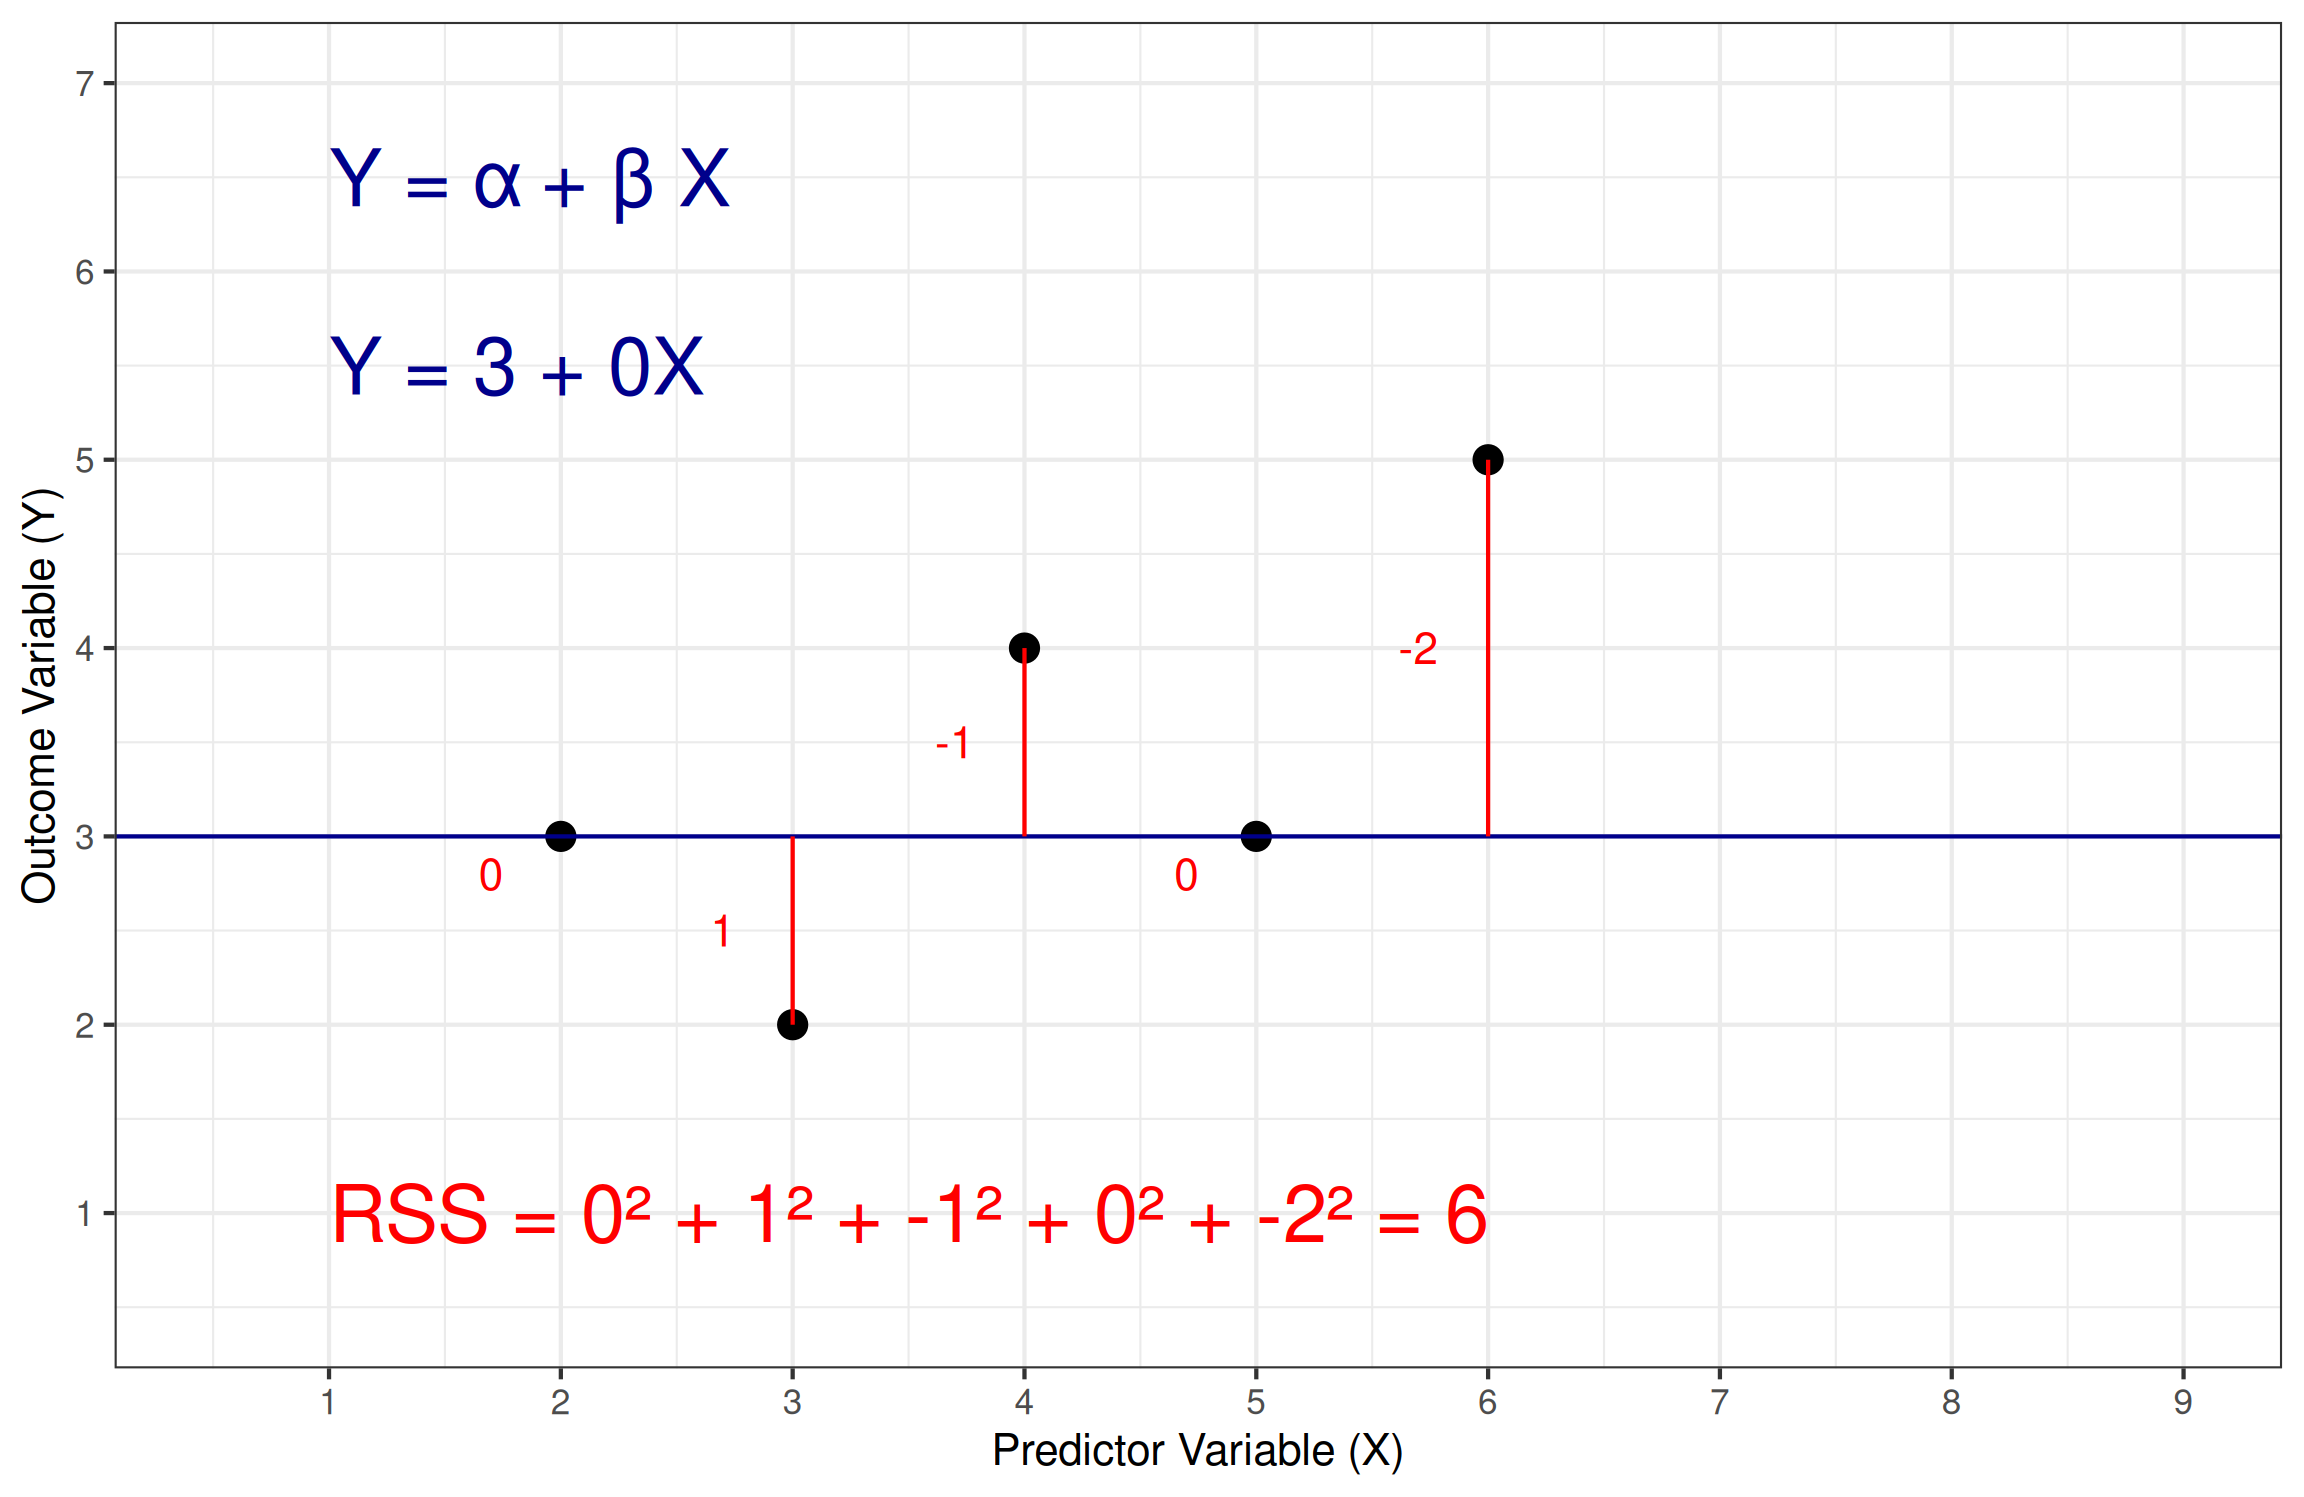 7
Y = α + β X
6
Y = 3 + 0X
5
4
-2
-1
3
0
0
1
2
RSS = 0² + 1² + -1² + 0² + -2² = 6
1
1 2 3 4 5 6 7 8 9
Predictor Variable (X)
Outcome Variable (Y)